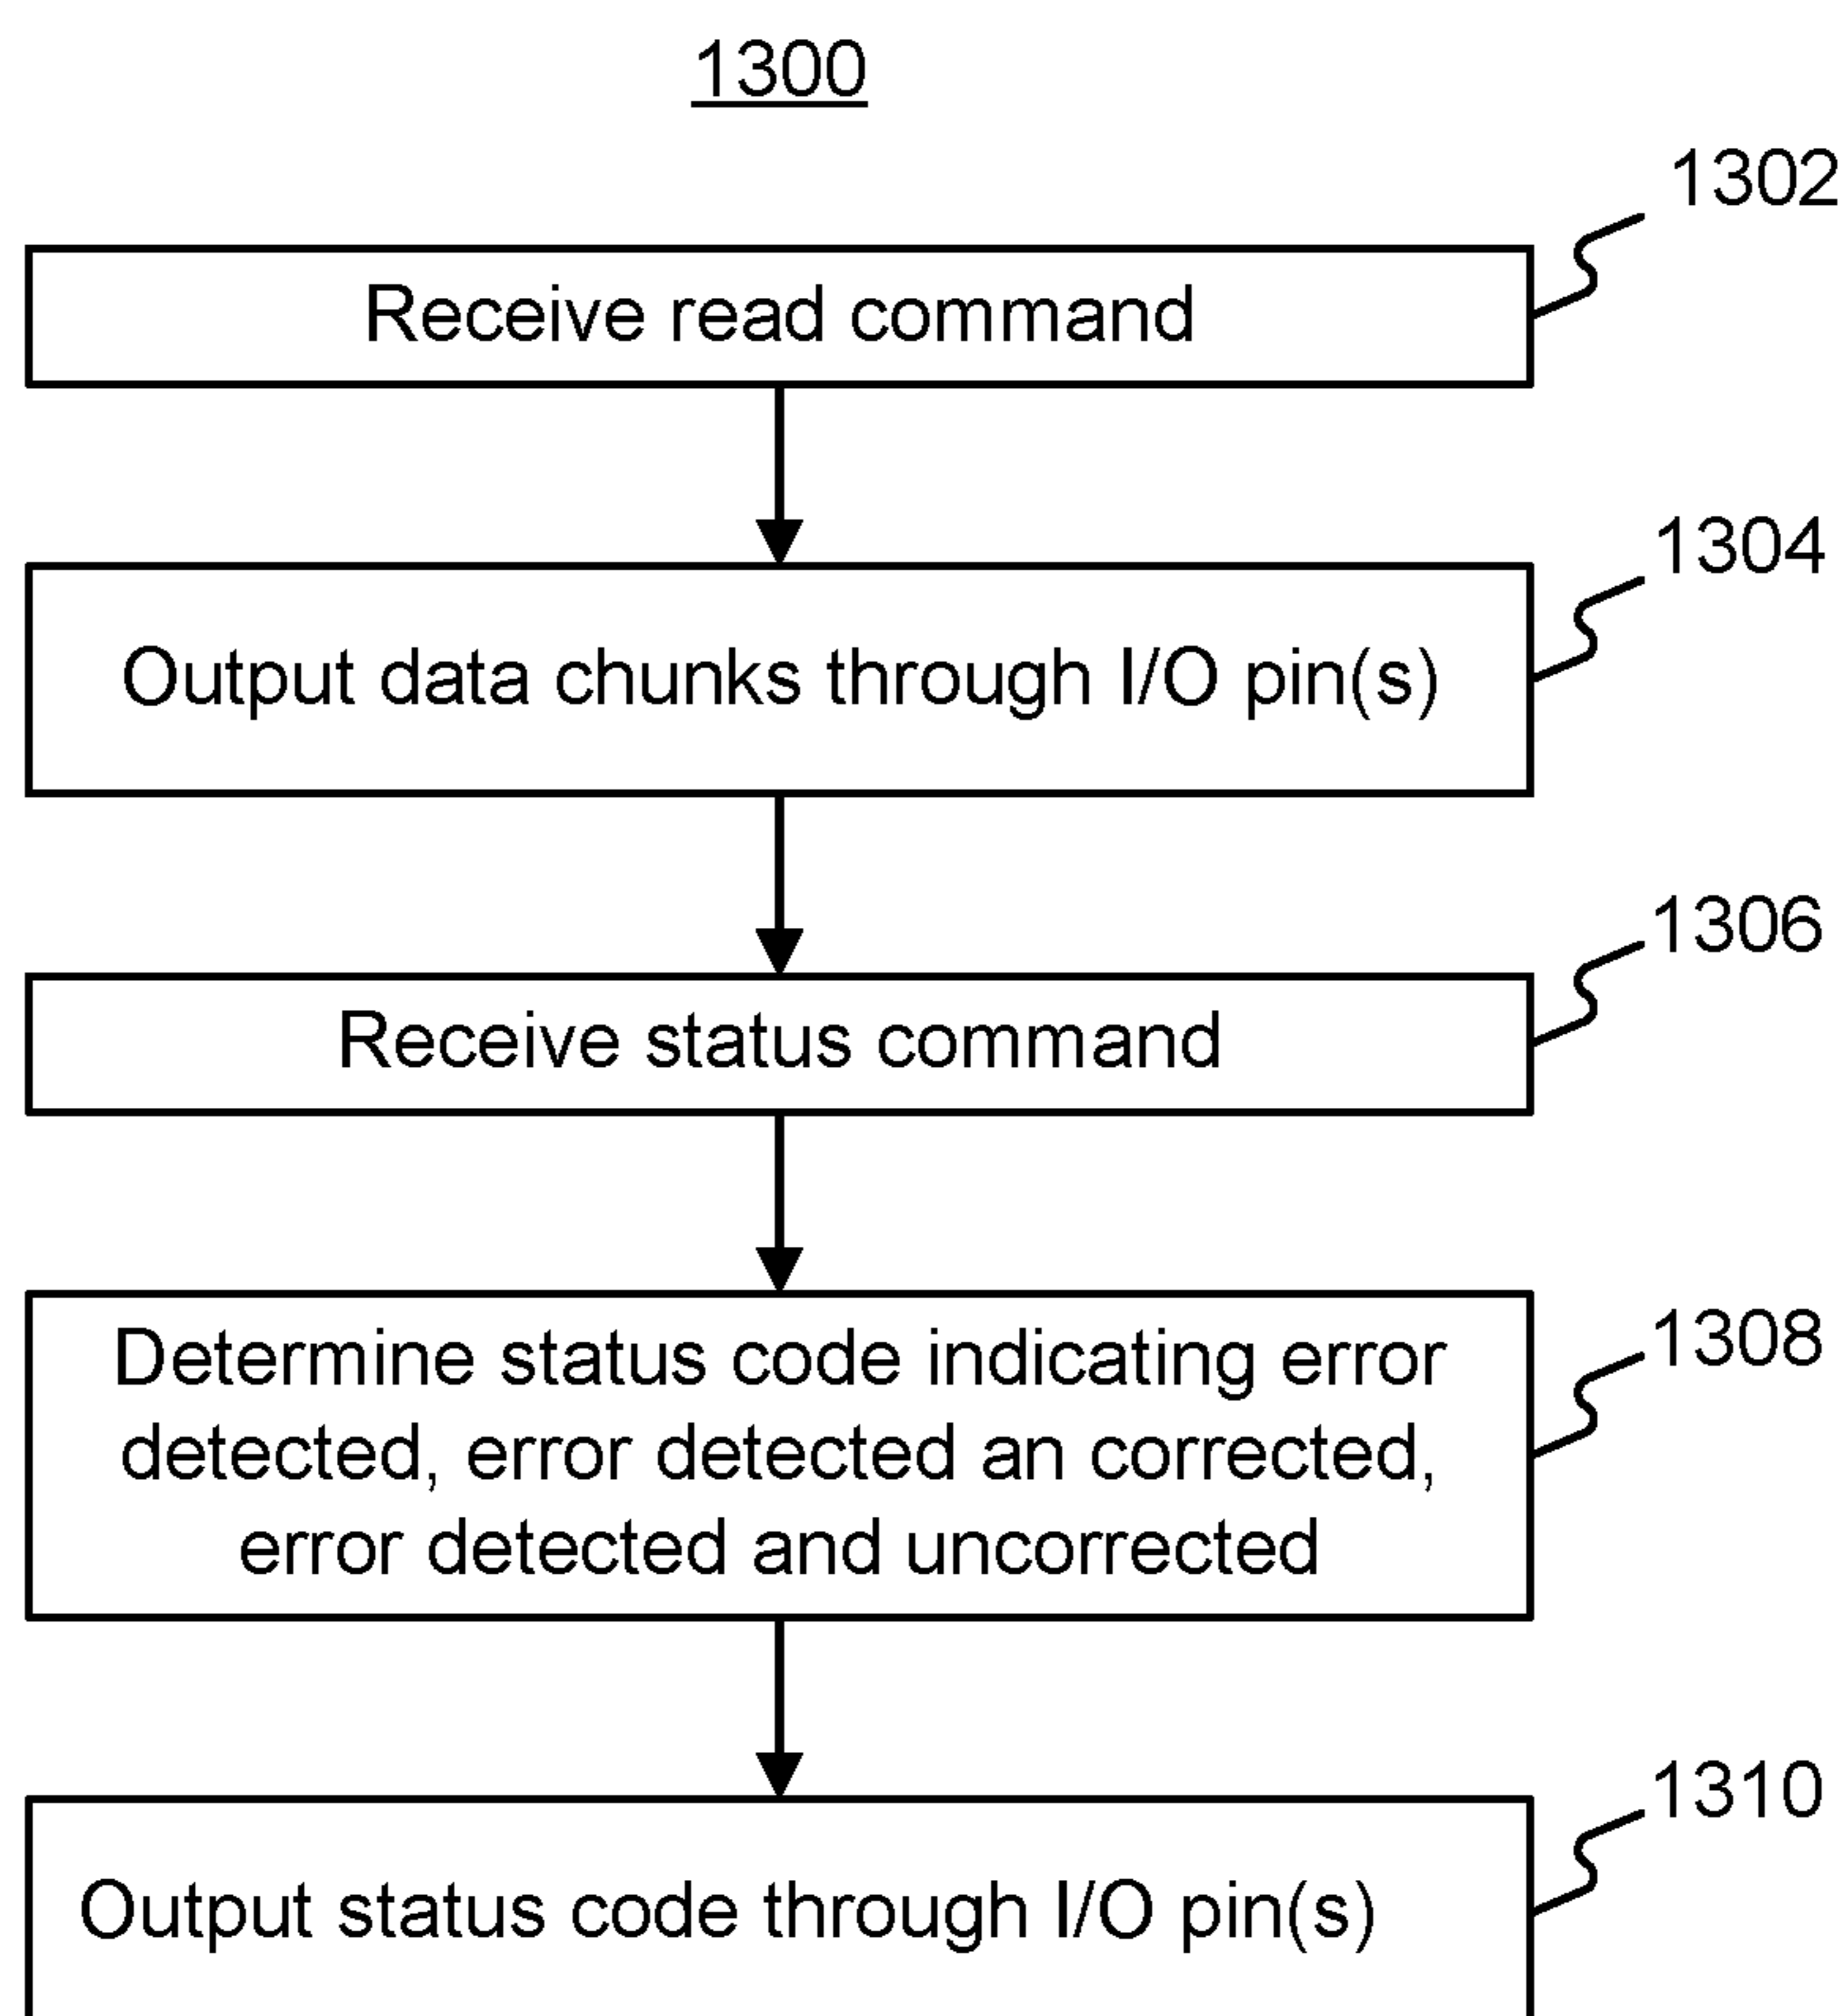 1300
1302
Receive read command
1304
Output data chunks through I/O pin(s)
1306
Receive status command
1308
Determine status code indicating error
detected, error detected an corrected,
error detected and uncorrected
1310
Output status code through I/O pin(s)